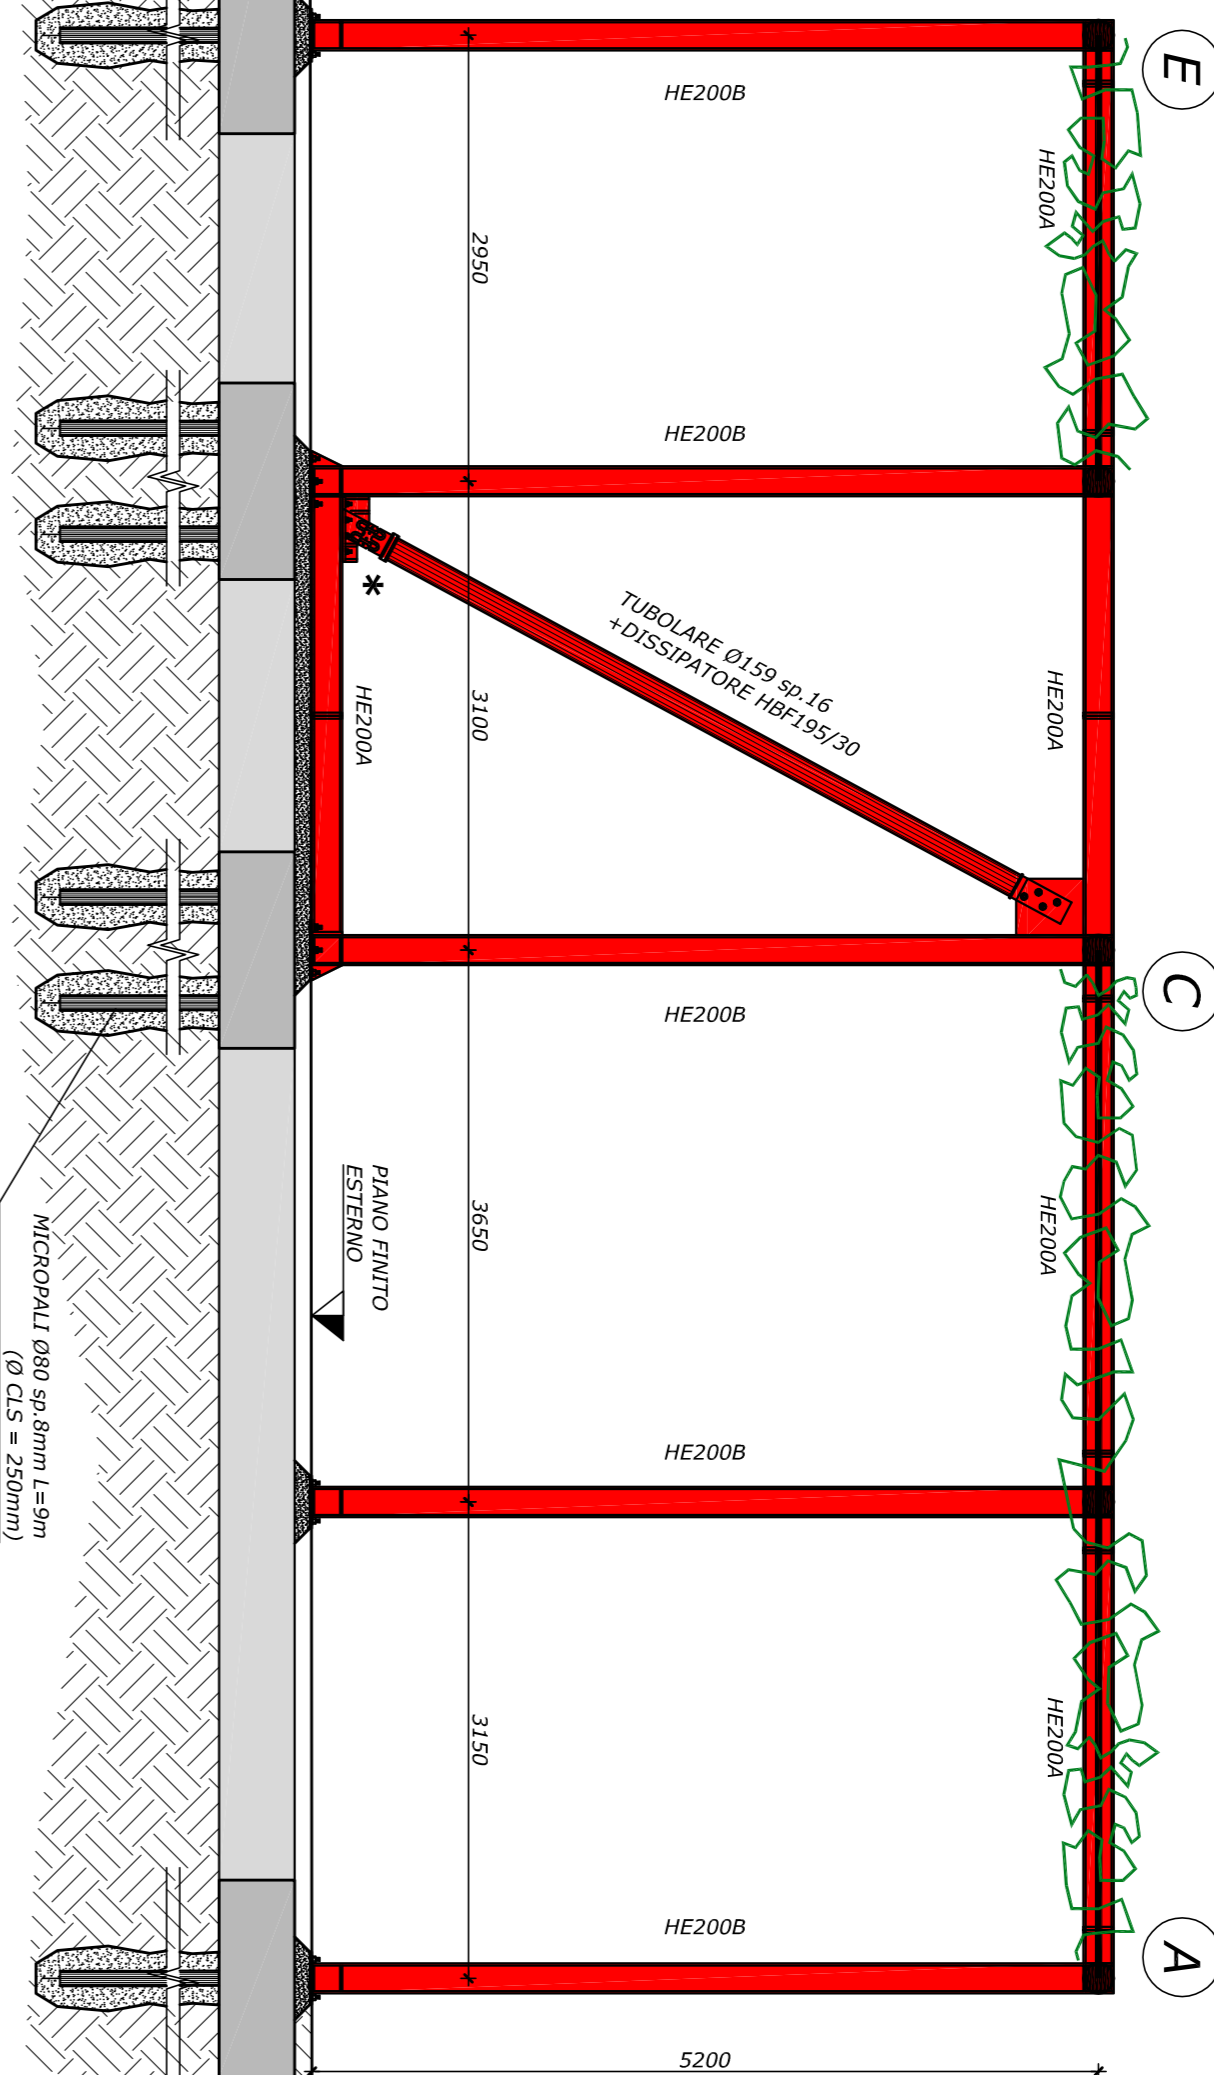 E
C
A
HE200A
HE200A
HE200A
HE200A
HE200B
HE200B
HE200B
HE200B
HE200B
TUBOLARE Ø159 sp.16
+DISSIPATORE HBF195/30
*
HE200A
2950
3100
3650
3150
5200
PIANO FINITO
ESTERNO
MICROPALI Ø80 sp.8mm L=9m
(Ø CLS = 250mm)